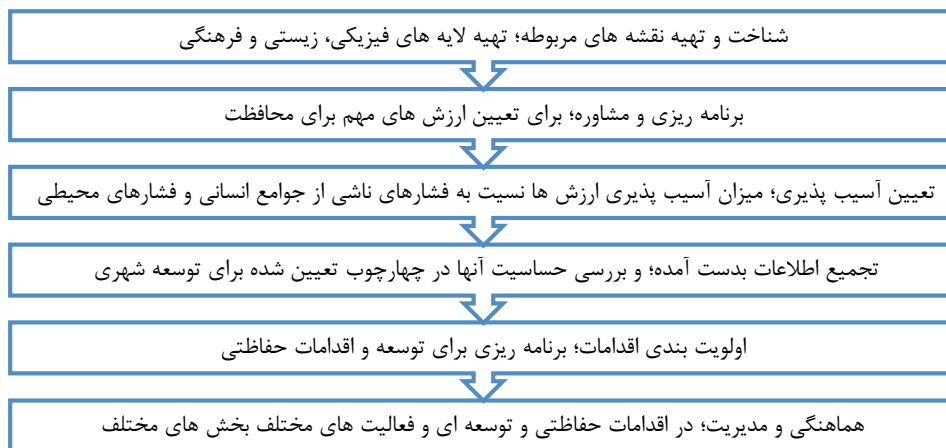 شناخت و تهیه نقشه های مربوطه؛ تهیه لایه های فیزیکی، زیستی و فرهنگی
برنامه ریزی و مشاوره؛ برای تعیین ارزش های مهم برای محافظت
تعیین آسیب پذیری؛ میزان آسیب پذیری ارزش ها نسبت به فشارهای ناشی از جوامع انسانی و فشارهای محیطی
تجمیع اطلاعات بدست آمده؛ و بررسی حساسیت آنها در چهارچوب تعیین شده برای توسعه شهری
اولویت بندی اقدامات؛ برنامه ریزی برای توسعه و اقدامات حفاظتی
هماهنگی و مدیریت؛ در اقدامات حفاظتی و توسعه ای و فعالیت های مختلف بخش های مختلف